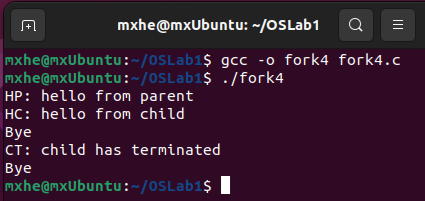 mxhe@mxUbuntu: ~/OSLab1
mxhe@mxUbuntu:~/OSLab1$ gcc -o fork4 fork4.c
mxhe@mxUbuntu:~/OSLab1$ ./fork4
HP: hello from parent
HC: hello from child
Bye
CT: child has terminated
Bye
mxhe@mxUbuntu:~/OSLab1$